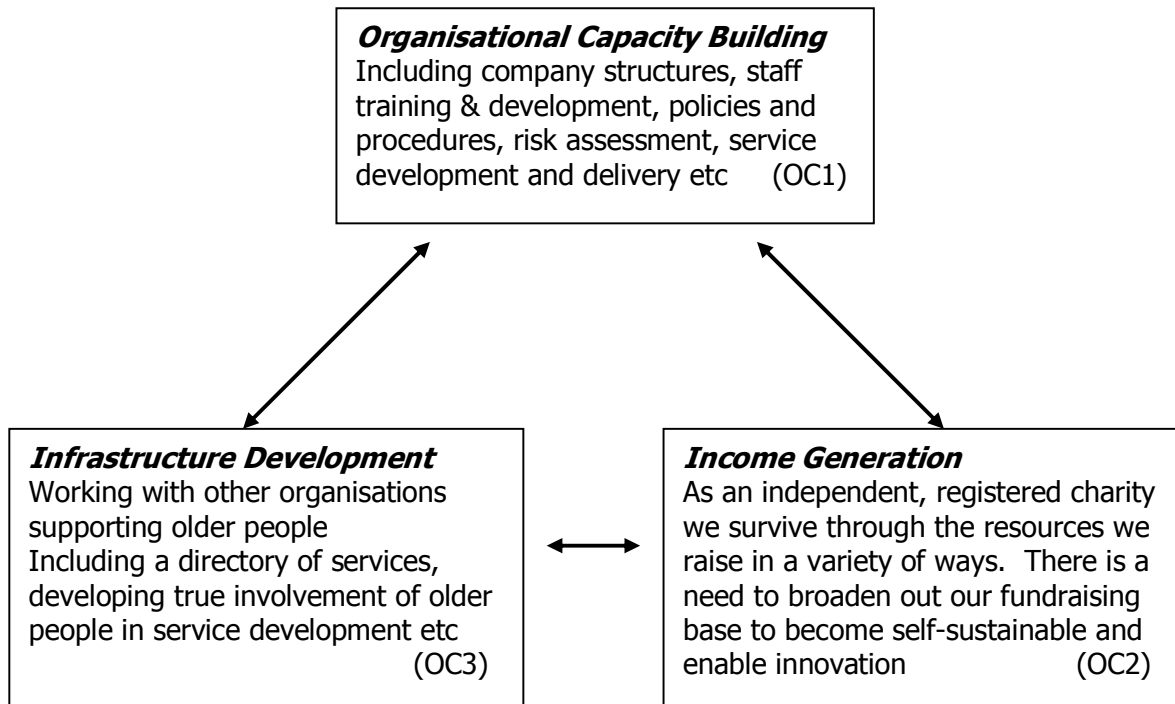 Organisational Capacity Building
Including company structures, staff
training & development, policies and
procedures, risk assessment, service
development and delivery etc (OC1)
Infrastructure Development
Working with other organisations
supporting older people
Including a directory of services,
developing true involvement of older
people in service development etc
(OC3)
Income Generation
As an independent, registered charity
we survive through the resources we
raise in a variety of ways. There is a
need to broaden out our fundraising
base to become self-sustainable and
enable innovation (OC2)